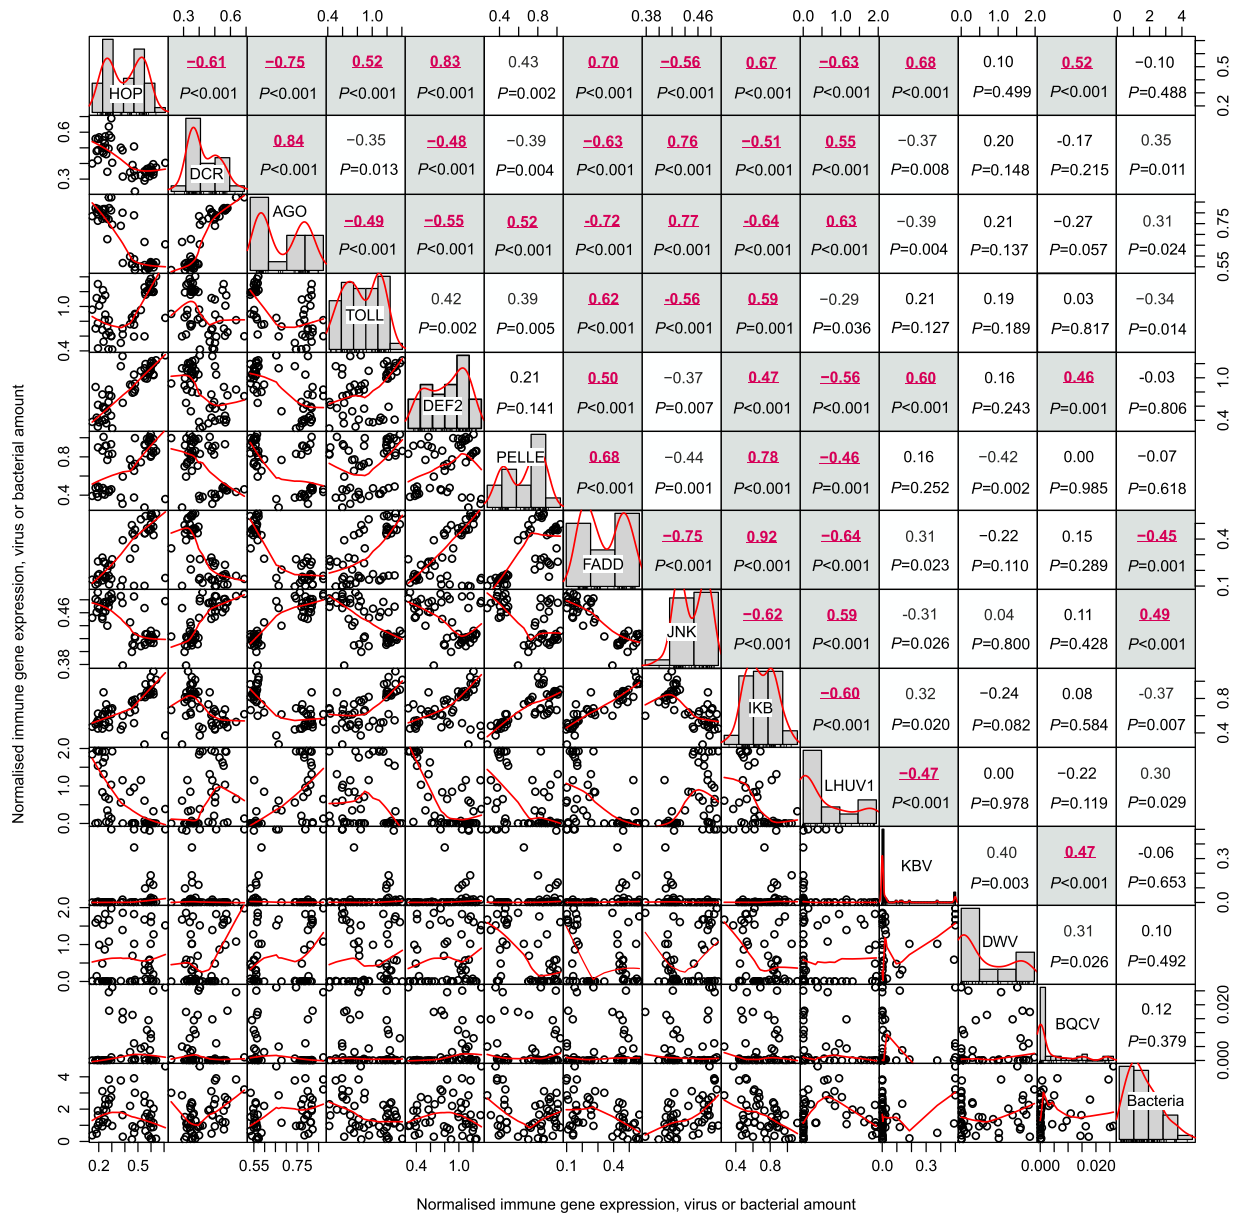 0.3 0.6 0.4 1.0 0.4 0.8 0.38 0.46 0.0 1.0 2.0 0.0 1.0 2.0 0 2 4
HOP −0.61 −0.75 0.52 0.83 0.43 0.70 −0.56 0.67 −0.63 0.68 0.10 0.52 −0.10
P<0.001 P<0.001 P<0.001 P<0.001 P=0.002 P<0.001 P<0.001 P<0.001 P<0.001 P<0.001 P=0.499 P<0.001 P=0.488
0.2 0.5
0.3 0.6
DCR 0.84 −0.35 −0.48 −0.39 −0.63 0.76 −0.51 0.55 −0.37 0.20 -0.17 0.35
P<0.001 P=0.013 P<0.001 P=0.004 P<0.001 P<0.001 P<0.001 P<0.001 P=0.008 P=0.148 P=0.215 P=0.011
AGO −0.49 −0.55 0.52 -0.72 0.77 -0.64 0.63 −0.39 0.21 -0.27 0.31
P<0.001 P<0.001 P<0.001 P<0.001 P<0.001 P<0.001 P<0.001 P=0.004 P=0.137 P=0.057 P=0.024
0.55 0.75
0.4 1.0
TOLL 0.42 0.39 0.62 −0.56 0.59 −0.29 0.21 0.19 0.03 −0.34
P=0.002 P=0.005 P<0.001 P<0.001 P=0.001 P=0.036 P=0.127 P=0.189 P=0.817 P=0.014
DEF2 0.21 0.50 −0.37 0.47 −0.56 0.60 0.16 0.46 -0.03
P=0.141 P<0.001 P=0.007 P<0.001 P<0.001 P<0.001 P=0.243 P=0.001 P=0.806
0.4 1.0
0.4 0.8
PELLE 0.68 −0.44 0.78 −0.46 0.16 −0.42 0.00 −0.07
P<0.001 P=0.001 P<0.001 P=0.001 P=0.252 P=0.002 P=0.985 P=0.618
FADD −0.75 0.92 −0.64 0.31 −0.22 0.15 −0.45
P<0.001 P<0.001 P<0.001 P=0.023 P=0.110 P=0.289 P=0.001
0.1 0.4
0.38 0.46
JNK −0.62 0.59 −0.31 0.04 0.11 0.49
P<0.001 P<0.001 P=0.026 P=0.800 P=0.428 P<0.001
IKB −0.60 0.32 −0.24 0.08 -0.37
P<0.001 P=0.020 P=0.082 P=0.584 P=0.007
0.4 0.8
0.0 1.0 2.0
LHUV1 −0.47 0.00 −0.22 0.30
P<0.001 P=0.978 P=0.119 P=0.029
KBV 0.40 0.47 −0.06
P=0.003 P<0.001 P=0.653
0.0 0.3
0.0 1.0 2.0
DWV 0.31 0.10
P=0.026 P=0.492
BQCV 0.12
P=0.379
0.000 0.020
0 2 4
Bacteria
0.2 0.5 0.55 0.75 0.4 1.0 0.1 0.4 0.4 0.8 0.0 0.3 0.000 0.020
Normalised immune gene expression, virus or bacterial amount
Normalised immune gene expression, virus or bacterial amount